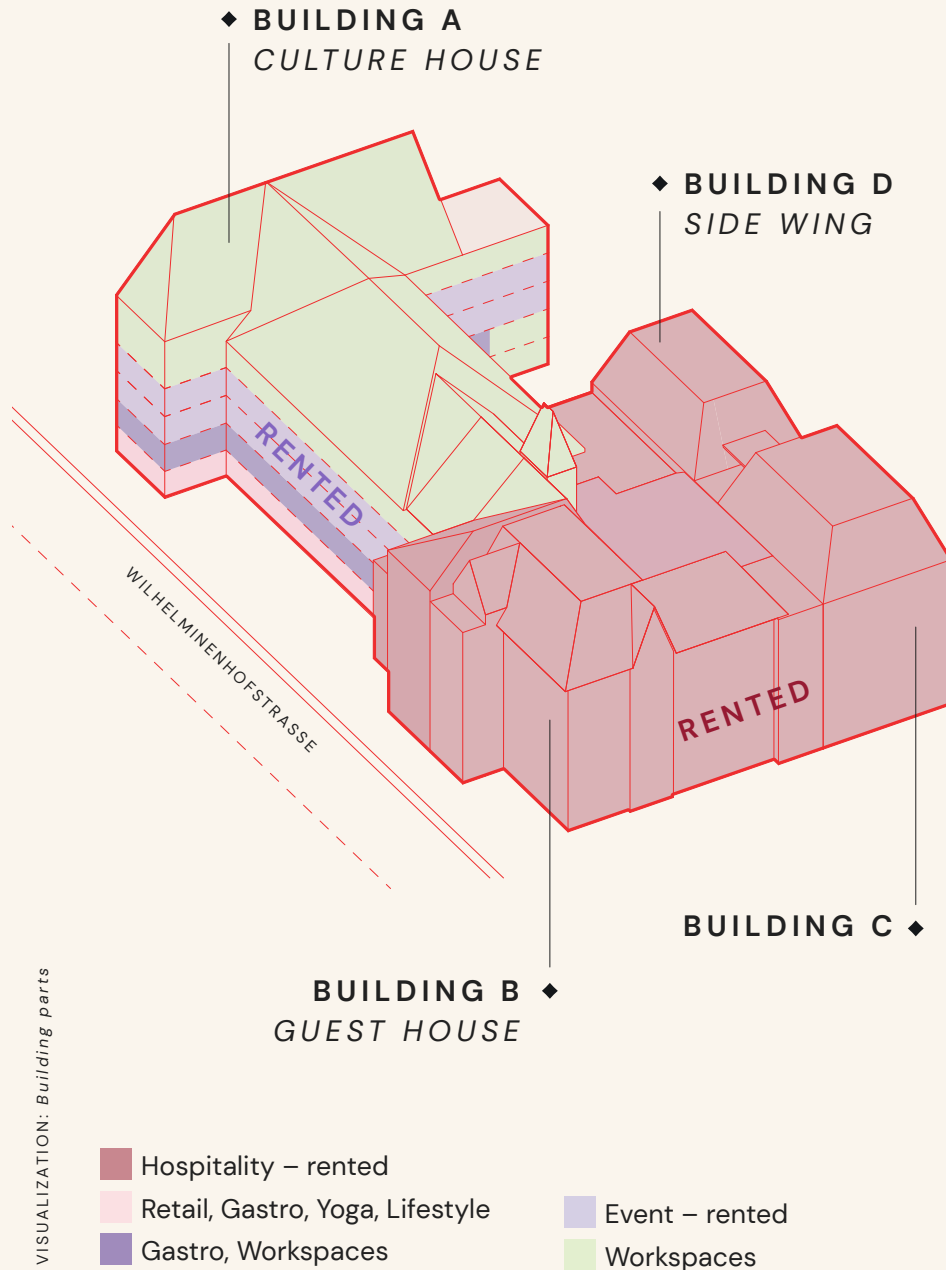 BUILDING A
CULTURE HOUSE
BUILDING D
SIDE WING
RENTED
WILHELMINENHOFSTRASSE
RENTED
BUILDING C
BUILDING B
GUEST HOUSE
VISUALIZATION: Building parts
Hospitality – rented
Retail, Gastro, Yoga, Lifestyle
Gastro, Workspaces
Event – rented
Workspaces